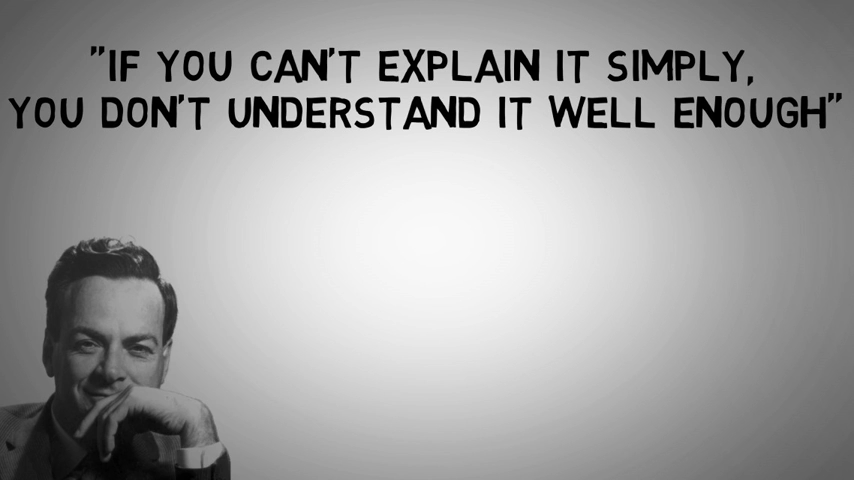 "IF YOU CAN'T EXPLAIN IT SIMPLY,
YOU DON'T UNDERSTAND IT WELL ENOUGH"